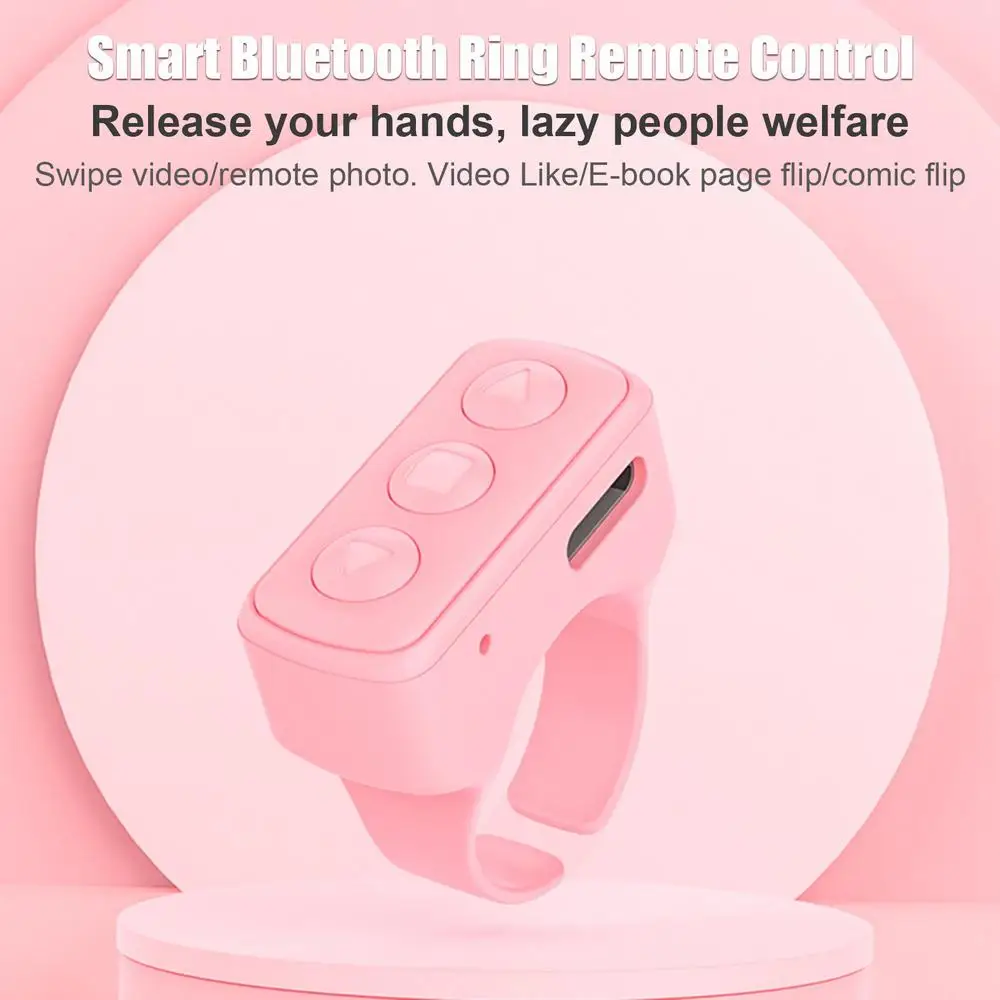 Smart Bluetooth Ring Remote Control
Release your hands, lazy people welfare
Swipe video/remote photo. Video Like/E-book page flip/comic flip